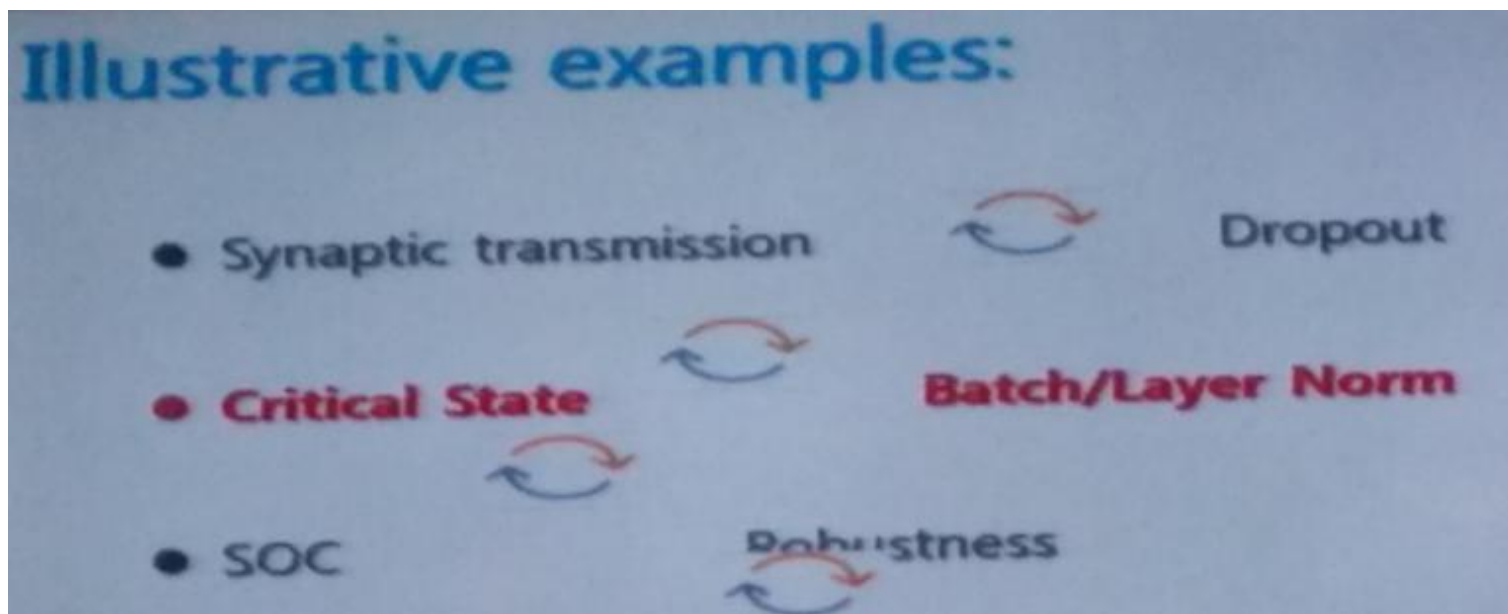 Illustrative examples:
• Synaptic transmission Dropout
• Critical State Batch/Layer Norm
• SOC Robustness